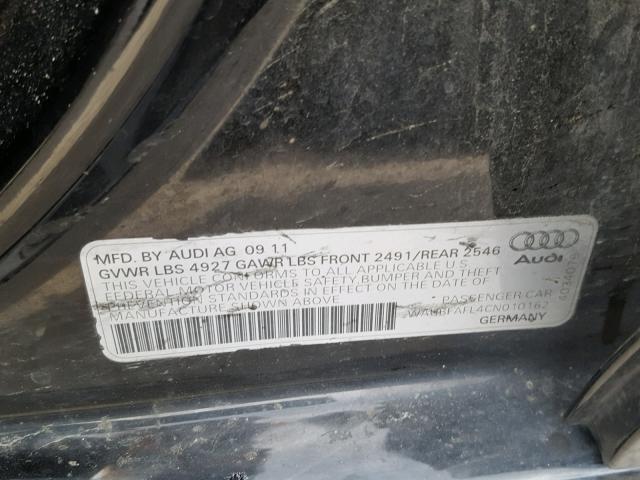 MFD. BY AUDI AG 09 11
GVWR LBS 4927 GAWR LBS FRONT 2491/REAR 2546
THIS VEHICLE CONFORMS TO ALL APPLICABLE U.S.
FEDERAL MOTOR VEHICLE SAFETY BUMPER AND THEFT
PREVENTION STANDARDS IN EFFECT ON THE DATE OF
MANUFACTURE SHOWN ABOVE
PASSENGER CAR
WAUBFAFL4CN010162
GERMANY
Audi